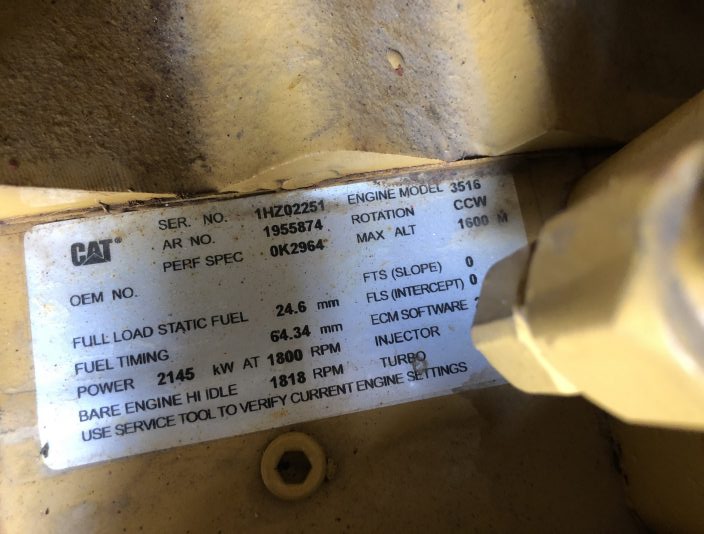 CAT®
SER. NO. 1HZ02251 ENGINE MODEL 3516
AR NO. 1955874 ROTATION CCW
PERF SPEC 0K2964 MAX ALT 1600 M
OEM NO.
FTS (SLOPE) 0
FULL LOAD STATIC FUEL 24.6 mm FLS (INTERCEPT) 0
FUEL TIMING 64.34 mm ECM SOFTWARE
POWER 2145 kW AT 1800 RPM INJECTOR
BARE ENGINE HI IDLE 1818 RPM TURBO
USE SERVICE TOOL TO VERIFY CURRENT ENGINE SETTINGS